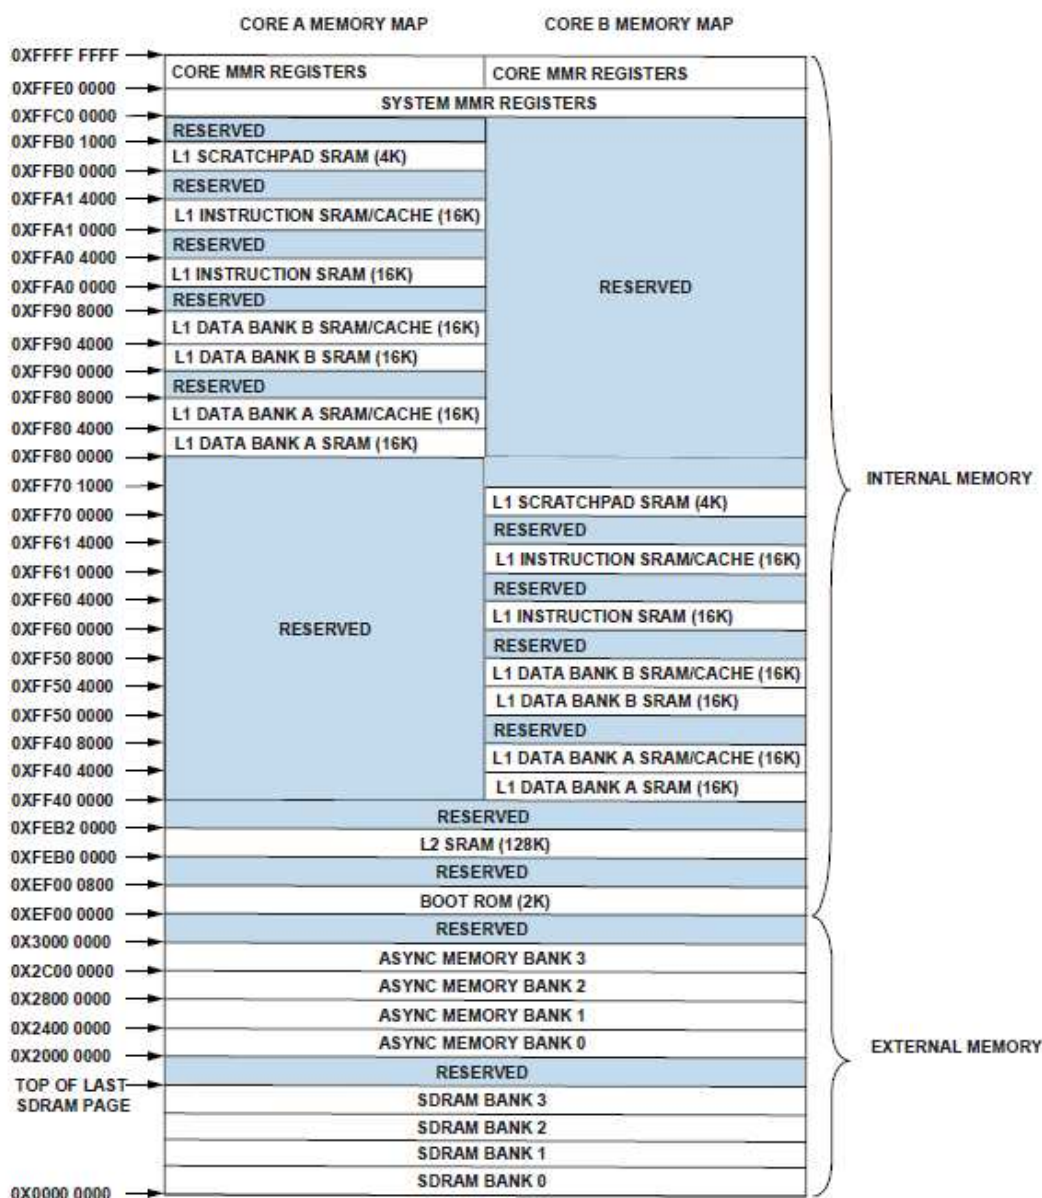 CORE A MEMORY MAP
CORE B MEMORY MAP
0XFFFF FFFF
CORE MMR REGISTERS
CORE MMR REGISTERS
0XFFE0 0000
SYSTEM MMR REGISTERS
0XFFC0 0000
RESERVED
0XFFB0 1000
L1 SCRATCHPAD SRAM (4K)
0XFFB0 0000
RESERVED
0XFFA1 4000
L1 INSTRUCTION SRAM/CACHE (16K)
0XFFA1 0000
RESERVED
0XFFA0 4000
L1 INSTRUCTION SRAM (16K)
RESERVED
0XFFA0 0000
RESERVED
0XFF90 8000
L1 DATA BANK B SRAM/CACHE (16K)
0XFF90 4000
L1 DATA BANK B SRAM (16K)
0XFF90 0000
RESERVED
0XFF80 8000
L1 DATA BANK A SRAM/CACHE (16K)
0XFF80 4000
L1 DATA BANK A SRAM (16K)
0XFF80 0000
INTERNAL MEMORY
0XFF70 1000
L1 SCRATCHPAD SRAM (4K)
0XFF70 0000
RESERVED
0XFF61 4000
L1 INSTRUCTION SRAM/CACHE (16K)
0XFF61 0000
RESERVED
0XFF60 4000
L1 INSTRUCTION SRAM (16K)
0XFF60 0000
RESERVED
RESERVED
0XFF50 8000
L1 DATA BANK B SRAM/CACHE (16K)
0XFF50 4000
L1 DATA BANK B SRAM (16K)
0XFF50 0000
RESERVED
0XFF40 8000
L1 DATA BANK A SRAM/CACHE (16K)
0XFF40 4000
L1 DATA BANK A SRAM (16K)
0XFF40 0000
RESERVED
0XFEB2 0000
L2 SRAM (128K)
0XFEB0 0000
RESERVED
0XEF00 0800
BOOT ROM (2K)
0XEF00 0000
RESERVED
0X3000 0000
ASYNC MEMORY BANK 3
0X2C00 0000
ASYNC MEMORY BANK 2
0X2800 0000
ASYNC MEMORY BANK 1
0X2400 0000
ASYNC MEMORY BANK 0
EXTERNAL MEMORY
0X2000 0000
RESERVED
TOP OF LAST
SDRAM PAGE
SDRAM BANK 3
SDRAM BANK 2
SDRAM BANK 1
SDRAM BANK 0
0X0000 0000